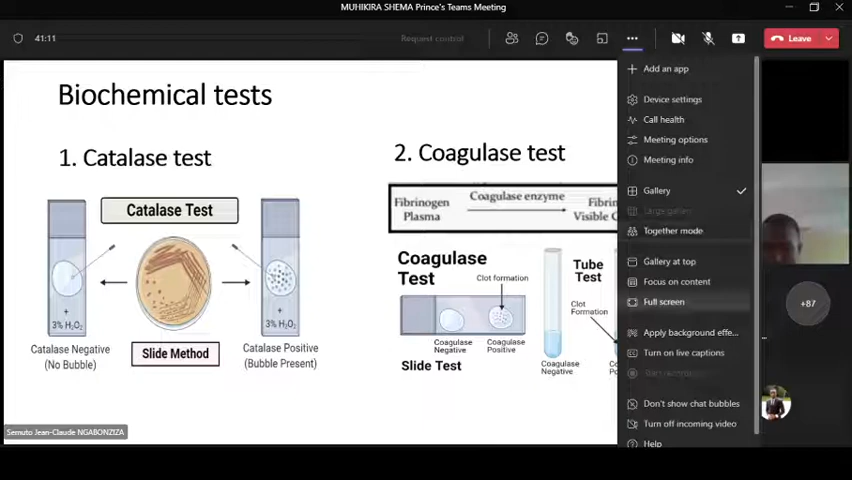 MUHIKIRA SHEMA Prince's Teams Meeting
41:11
Request control
Leave
Biochemical tests
1. Catalase test
2. Coagulase test
Catalase Test
+
3% H₂O₂
+
3% H₂O₂
Catalase Negative
(No Bubble)
Slide Method
Catalase Positive
(Bubble Present)
Fibrinogen
Plasma
Coagulase enzyme
Fibrin
Visible C
Coagulase
Test
Clot formation
Coagulase
Negative
Coagulase
Positive
Slide Test
Tube
Test
Clot
Formation
Coagulase
Negative
Co
Po
Semuto Jean-Claude NGABONZIZA
Add an app
Device settings
Call health
Meeting options
Meeting info
Gallery
Large gallery
Together mode
Gallery at top
Focus on content
Full screen
Apply background effe...
Turn on live captions
Start recording
Don't show chat bubbles
Turn off incoming video
Help
+87